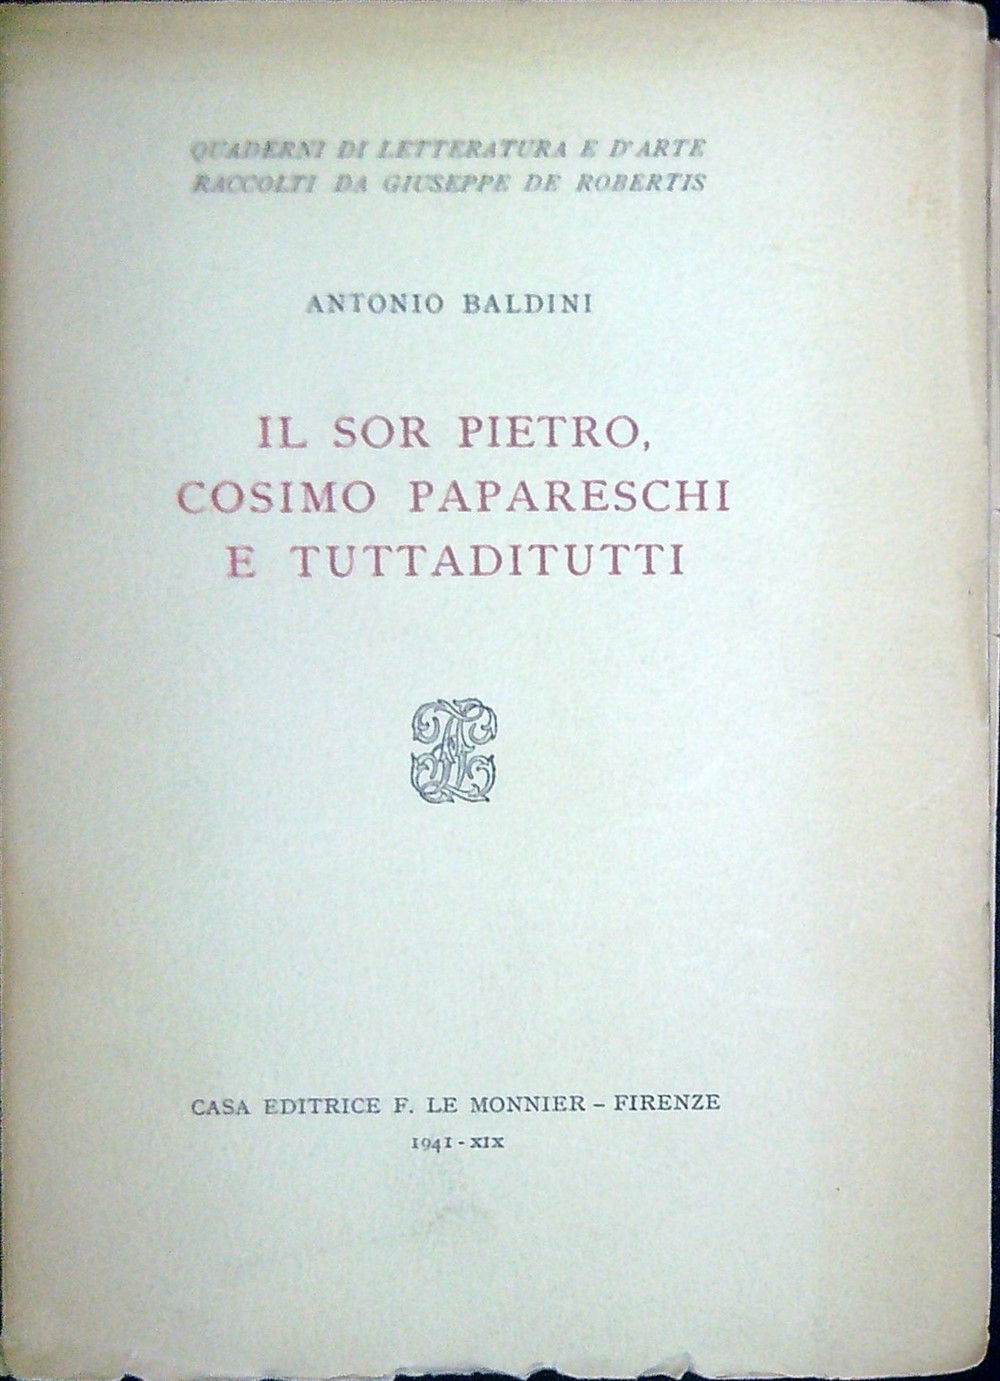 QUADERNI DI LETTERATURA E D'ARTE
RACCOLTI DA GIUSEPPE DE ROBERTIS
ANTONIO BALDINI
IL SOR PIETRO,
COSIMO PAPARESCHI
E TUTTADITUTTI
CASA EDITRICE F. LE MONNIER – FIRENZE
1941 - XIX